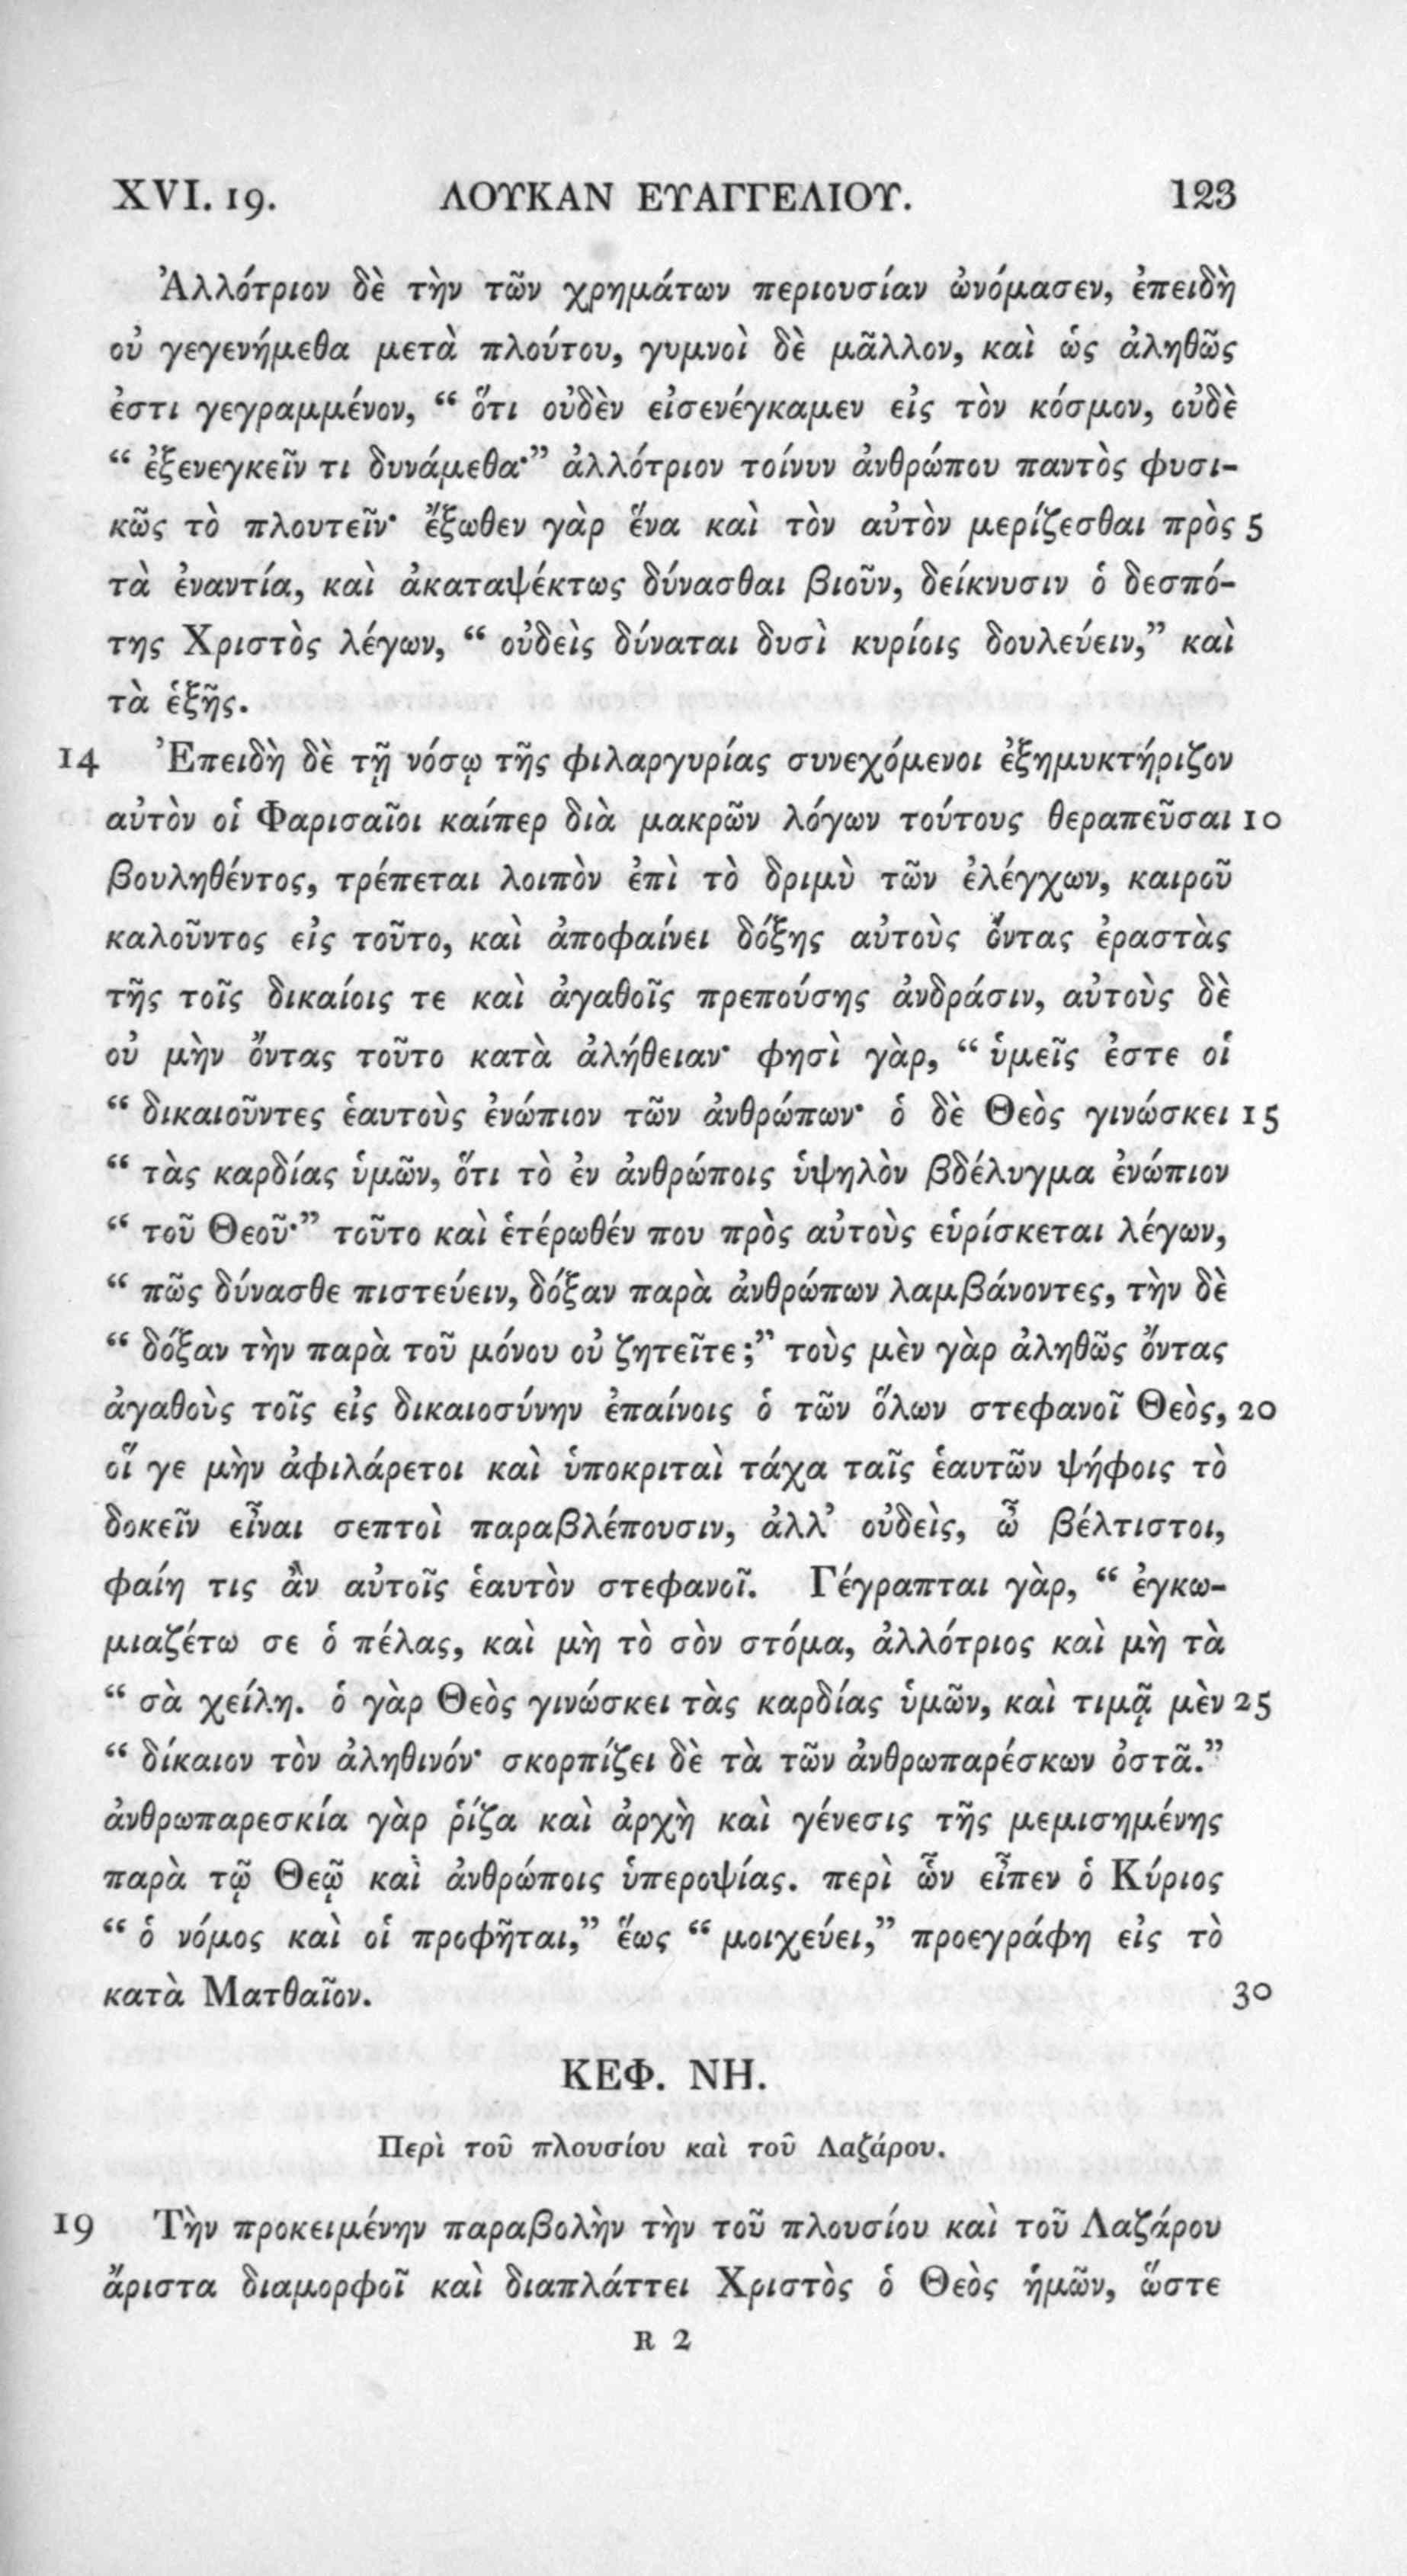 XVI. 19. ΛΟΥΚΑΝ ΕΥΑΓΓΕΛΙΟΥ. 123
Ἀλλότριον δὲ τὴν τῶν χρημάτων περιουσίαν ὠνόμασεν, ἐπειδὴ
οὐ γεγενήμεθα μετὰ πλούτου, γυμνοὶ δὲ μᾶλλον, καὶ ὡς ἀληθῶς
ἐστι γεγραμμένον, “ ὅτι οὐδὲν εἰσενέγκαμεν εἰς τὸν κόσμον, οὐδὲ
“ ἐξενεγκεῖν τι δυνάμεθα·” ἀλλότριον τοίνυν ἀνθρώπου παντὸς φυσι-
κῶς τὸ πλουτεῖν· ἔξωθεν γὰρ ἕνα καὶ τὸν αὐτὸν μερίζεσθαι πρὸς 5
τὰ ἐναντία, καὶ ἀκαταψέκτως δύνασθαι βιοῦν, δείκνυσιν ὁ δεσπό-
της Χριστὸς λέγων, “ οὐδεὶς δύναται δυσὶ κυρίοις δουλεύειν,” καὶ
τὰ ἑξῆς.
14 Ἐπειδὴ δὲ τῇ νόσῳ τῆς φιλαργυρίας συνεχόμενοι ἐξημυκτήριζον
αὐτὸν οἱ Φαρισαῖοι καίπερ διὰ μακρῶν λόγων τούτους θεραπεῦσαι 10
βουληθέντος, τρέπεται λοιπὸν ἐπὶ τὸ δριμὺ τῶν ἐλέγχων, καιροῦ
καλοῦντος εἰς τοῦτο, καὶ ἀποφαίνει δόξης αὐτοὺς ὄντας ἐραστὰς
τῆς τοῖς δικαίοις τε καὶ ἀγαθοῖς πρεπούσης ἀνδράσιν, αὐτοὺς δὲ
οὐ μὴν ὄντας τοῦτο κατὰ ἀλήθειαν· φησὶ γὰρ, “ ὑμεῖς ἐστε οἱ
“ δικαιοῦντες ἑαυτοὺς ἐνώπιον τῶν ἀνθρώπων· ὁ δὲ Θεὸς γινώσκει 15
“ τὰς καρδίας ὑμῶν, ὅτι τὸ ἐν ἀνθρώποις ὑψηλὸν βδέλυγμα ἐνώπιον
“ τοῦ Θεοῦ·” τοῦτο καὶ ἑτέρωθέν που πρὸς αὐτοὺς εὑρίσκεται λέγων,
“ πῶς δύνασθε πιστεύειν, δόξαν παρὰ ἀνθρώπων λαμβάνοντες, τὴν δὲ
“ δόξαν τὴν παρὰ τοῦ μόνου οὐ ζητεῖτε;” τοὺς μὲν γὰρ ἀληθῶς ὄντας
ἀγαθοὺς τοῖς εἰς δικαιοσύνην ἐπαίνοις ὁ τῶν ὅλων στεφανοῖ Θεὸς, 20
οἵ γε μὴν ἀφιλάρετοι καὶ ὑποκριταὶ τάχα ταῖς ἑαυτῶν ψήφοις τὸ
δοκεῖν εἶναι σεπτοὶ παραβλέπουσιν, ἀλλ’ οὐδεὶς, ὦ βέλτιστοι,
φαίη τις ἂν αὐτοῖς ἑαυτὸν στεφανοῖ. Γέγραπται γὰρ, “ ἐγκω-
μιαζέτω σε ὁ πέλας, καὶ μὴ τὸ σὸν στόμα, ἀλλότριος καὶ μὴ τὰ
“ σὰ χείλη. ὁ γὰρ Θεὸς γινώσκει τὰς καρδίας ὑμῶν, καὶ τιμᾷ μὲν 25
“ δίκαιον τὸν ἀληθινόν· σκορπίζει δὲ τὰ τῶν ἀνθρωπαρέσκων ὀστᾶ.”
ἀνθρωπαρεσκία γὰρ ῥίζα καὶ ἀρχὴ καὶ γένεσις τῆς μεμισημένης
παρὰ τῷ Θεῷ καὶ ἀνθρώποις ὑπεροψίας. περὶ ὧν εἶπεν ὁ Κύριος
“ ὁ νόμος καὶ οἱ προφῆται,” ἕως “ μοιχεύει,” προεγράφη εἰς τὸ
κατὰ Ματθαῖον. 30
ΚΕΦ. ΝΗ.
Περὶ τοῦ πλουσίου καὶ τοῦ Λαζάρου.
19 Τὴν προκειμένην παραβολὴν τὴν τοῦ πλουσίου καὶ τοῦ Λαζάρου
ἄριστα διαμορφοῖ καὶ διαπλάττει Χριστὸς ὁ Θεὸς ἡμῶν, ὥστε
R 2